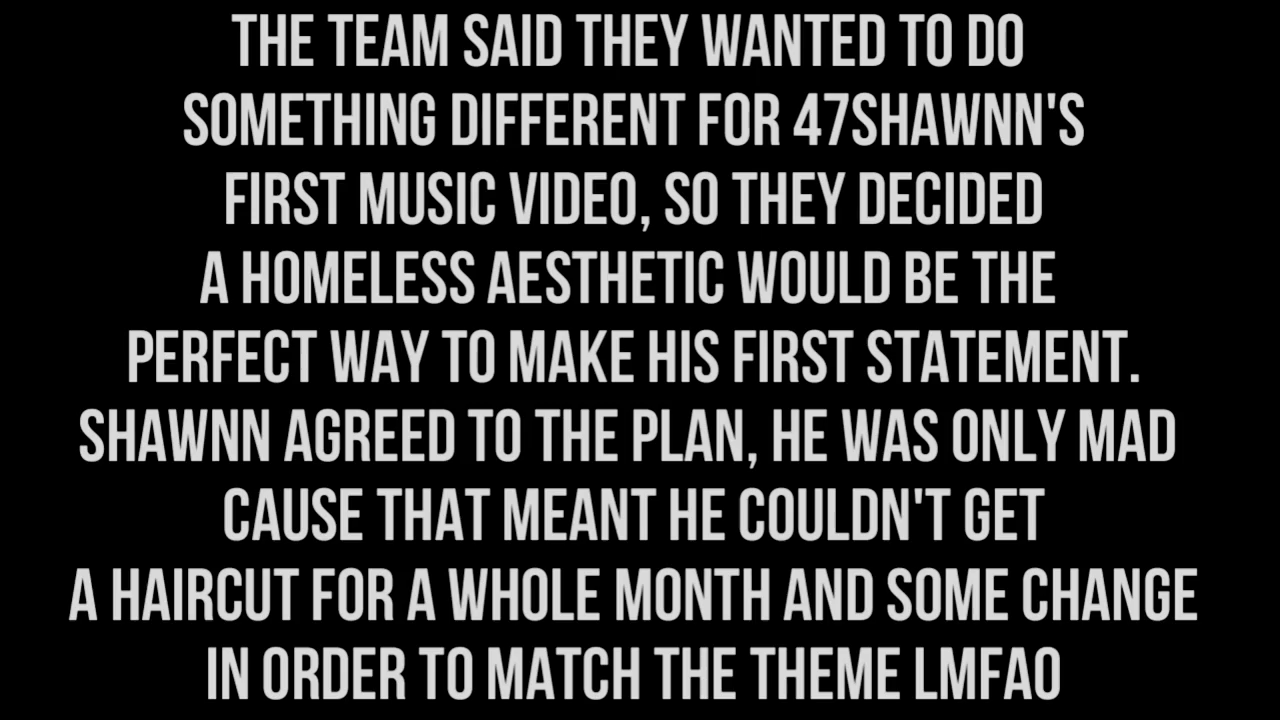 THE TEAM SAID THEY WANTED TO DO
SOMETHING DIFFERENT FOR 47SHAWNN'S
FIRST MUSIC VIDEO, SO THEY DECIDED
A HOMELESS AESTHETIC WOULD BE THE
PERFECT WAY TO MAKE HIS FIRST STATEMENT.
SHAWNN AGREED TO THE PLAN, HE WAS ONLY MAD
CAUSE THAT MEANT HE COULDN'T GET
A HAIRCUT FOR A WHOLE MONTH AND SOME CHANGE
IN ORDER TO MATCH THE THEME LMFAO